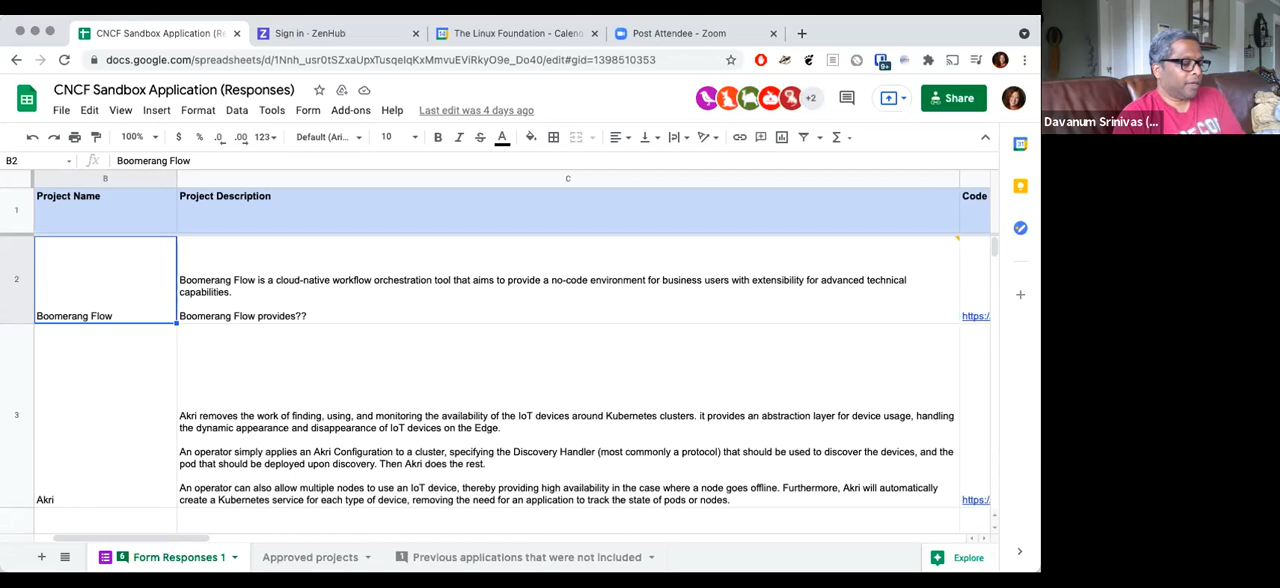 CNCF Sandbox Application (R
Sign in - ZenHub
The Linux Foundation - Calend
Post Attendee - Zoom
docs.google.com/spreadsheets/d/1Nnh_usr0tSZxaUpxTusqeIqKxMmvuEViRkyO9e_Do40/edit#gid=1398510353
9+
CNCF Sandbox Application (Responses)
File Edit View Insert Format Data Tools Form Add-ons Help Last edit was 4 days ago
+2
Share
Davanum Srinivas (...
100% $ % .0 .00 123 Default (Ari... 10 B I S A
B2 fx Boomerang Flow
B C
Project Name Project Description Code
1
2
Boomerang Flow is a cloud-native workflow orchestration tool that aims to provide a no-code environment for business users with extensibility for advanced technical
capabilities.
Boomerang Flow Boomerang Flow provides?? https:/
3
Akri removes the work of finding, using, and monitoring the availability of the IoT devices around Kubernetes clusters. it provides an abstraction layer for device usage, handling
the dynamic appearance and disappearance of IoT devices on the Edge.
An operator simply applies an Akri Configuration to a cluster, specifying the Discovery Handler (most commonly a protocol) that should be used to discover the devices, and the
pod that should be deployed upon discovery. Then Akri does the rest.
An operator can also allow multiple nodes to use an IoT device, thereby providing high availability in the case where a node goes offline. Furthermore, Akri will automatically
Akri create a Kubernetes service for each type of device, removing the need for an application to track the state of pods or nodes. https:/
6 Form Responses 1 Approved projects 1 Previous applications that were not included Explore